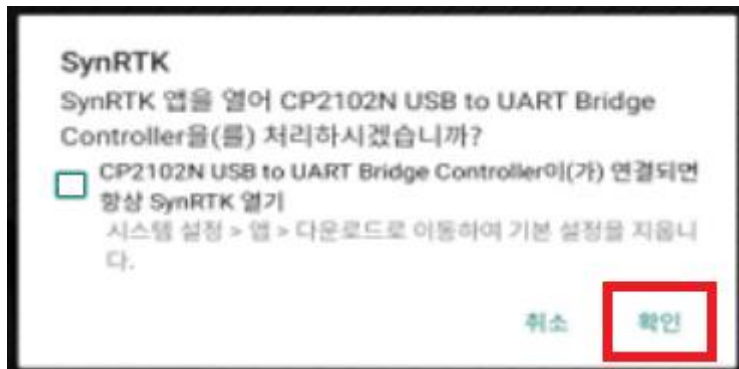 SynRTK
SynRTK 앱을 열어 CP2102N USB to UART Bridge
Controller을(를) 처리하시겠습니까?
CP2102N USB to UART Bridge Controller이(가) 연결되면
항상 SynRTK 열기
시스템 설정 > 앱 > 다운로드로 이동하여 기본 설정을 지웁니
다.
취소 확인